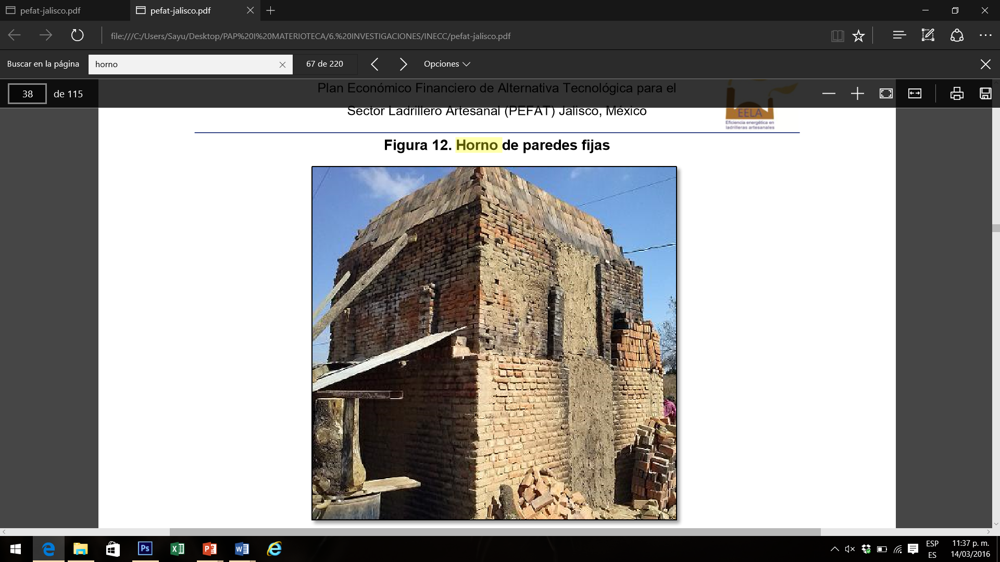 pefat-jalisco.pdf
pefat-jalisco.pdf
file:///C:/Users/Sayu/Desktop/PAP%20I%20MATERIOTECA/6.%20INVESTIGACIONES/INECC/pefat-jalisco.pdf
Buscar en la página
horno
67 de 220
Opciones
38 de 115
Plan Económico Financiero de Alternativa Tecnológica para el
Sector Ladrillero Artesanal (PEFAT) Jalisco, México
EELA
Eficiencia energética en
ladrilleras artesanales
Figura 12. Horno de paredes fijas
Ps
ESP
ES
11:37 p. m.
14/03/2016